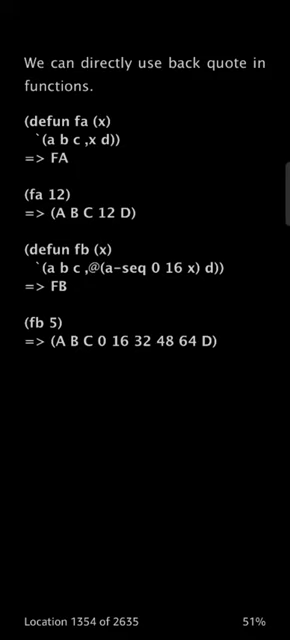 We can directly use back quote in
functions.
(defun fa (x)
`(a b c ,x d))
=> FA
(fa 12)
=> (A B C 12 D)
(defun fb (x)
`(a b c ,@(a-seq 0 16 x) d))
=> FB
(fb 5)
=> (A B C 0 16 32 48 64 D)
Location 1354 of 2635 51%